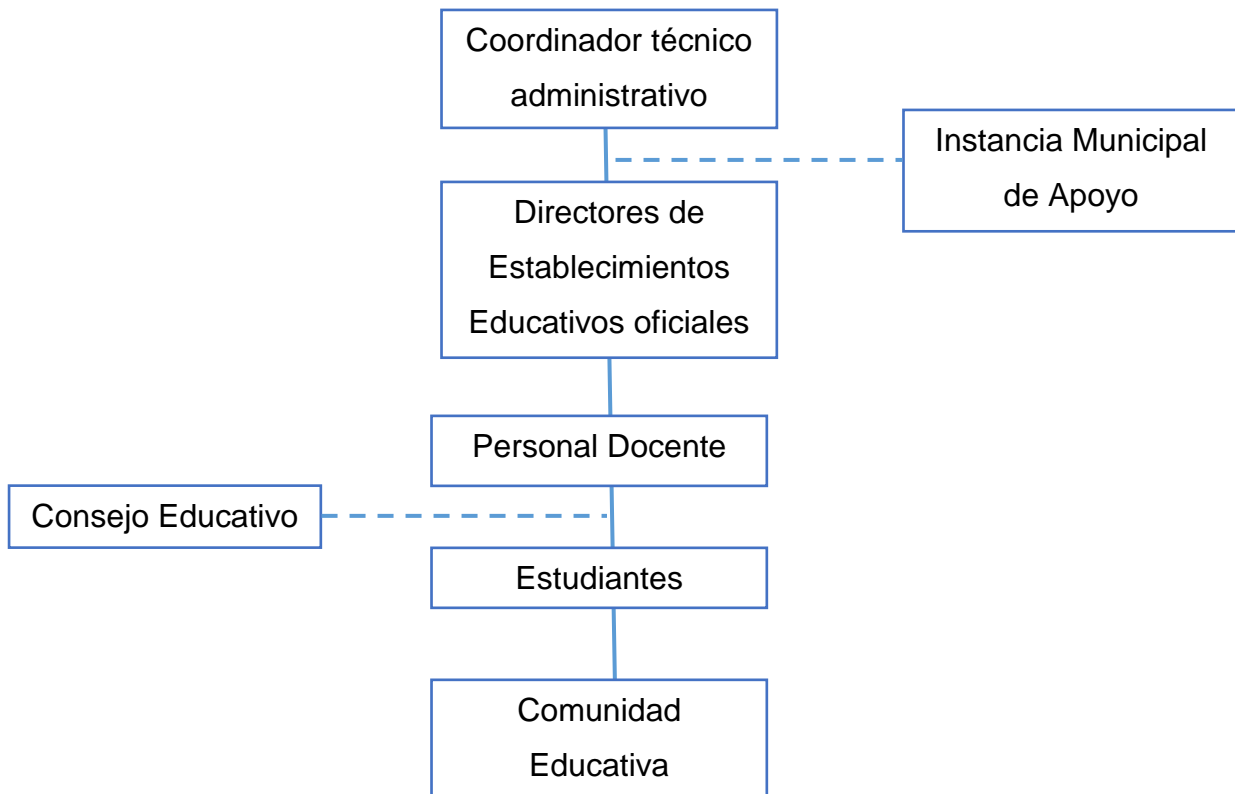 Coordinador técnico
administrativo
Instancia Municipal
de Apoyo
Directores de
Establecimientos
Educativos oficiales
Personal Docente
Consejo Educativo
Estudiantes
Comunidad
Educativa